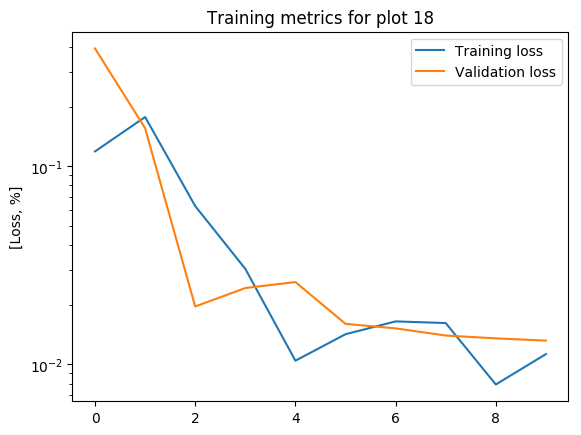 Training metrics for plot 18
Training loss
Validation loss
[Loss, %]
10⁻¹
10⁻²
0 2 4 6 8